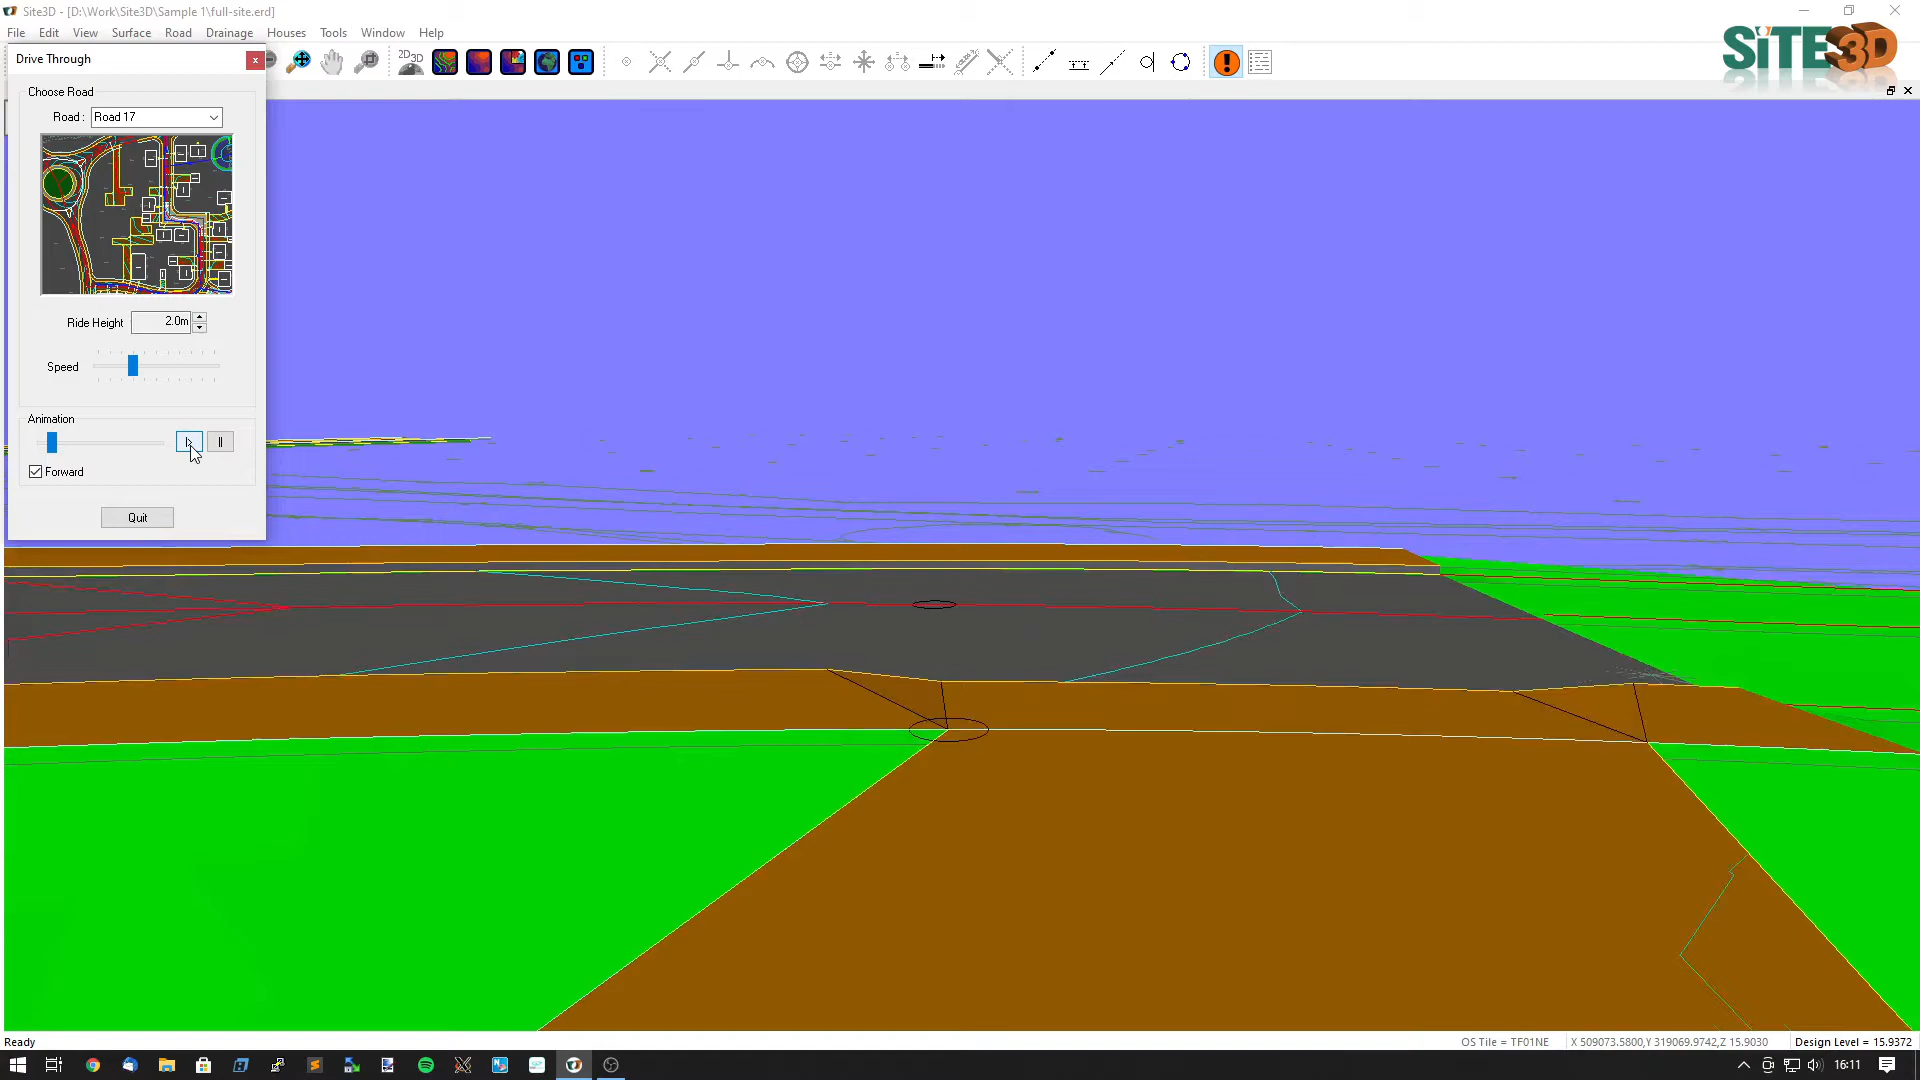 Site3D - [D:\Work\Site3D\Sample 1\full-site.erd]
SITE3D
File Edit View Surface Road Drainage Houses Tools Window Help
Drive Through
2D3D
Choose Road
Road : Road 17
Ride Height 2.0m
Speed
Animation
Forward
Quit
Ready
OS Tile = TF01NE
X 509073.5800,Y 319069.9742,Z 15.9030
Design Level = 15.9372
16:11